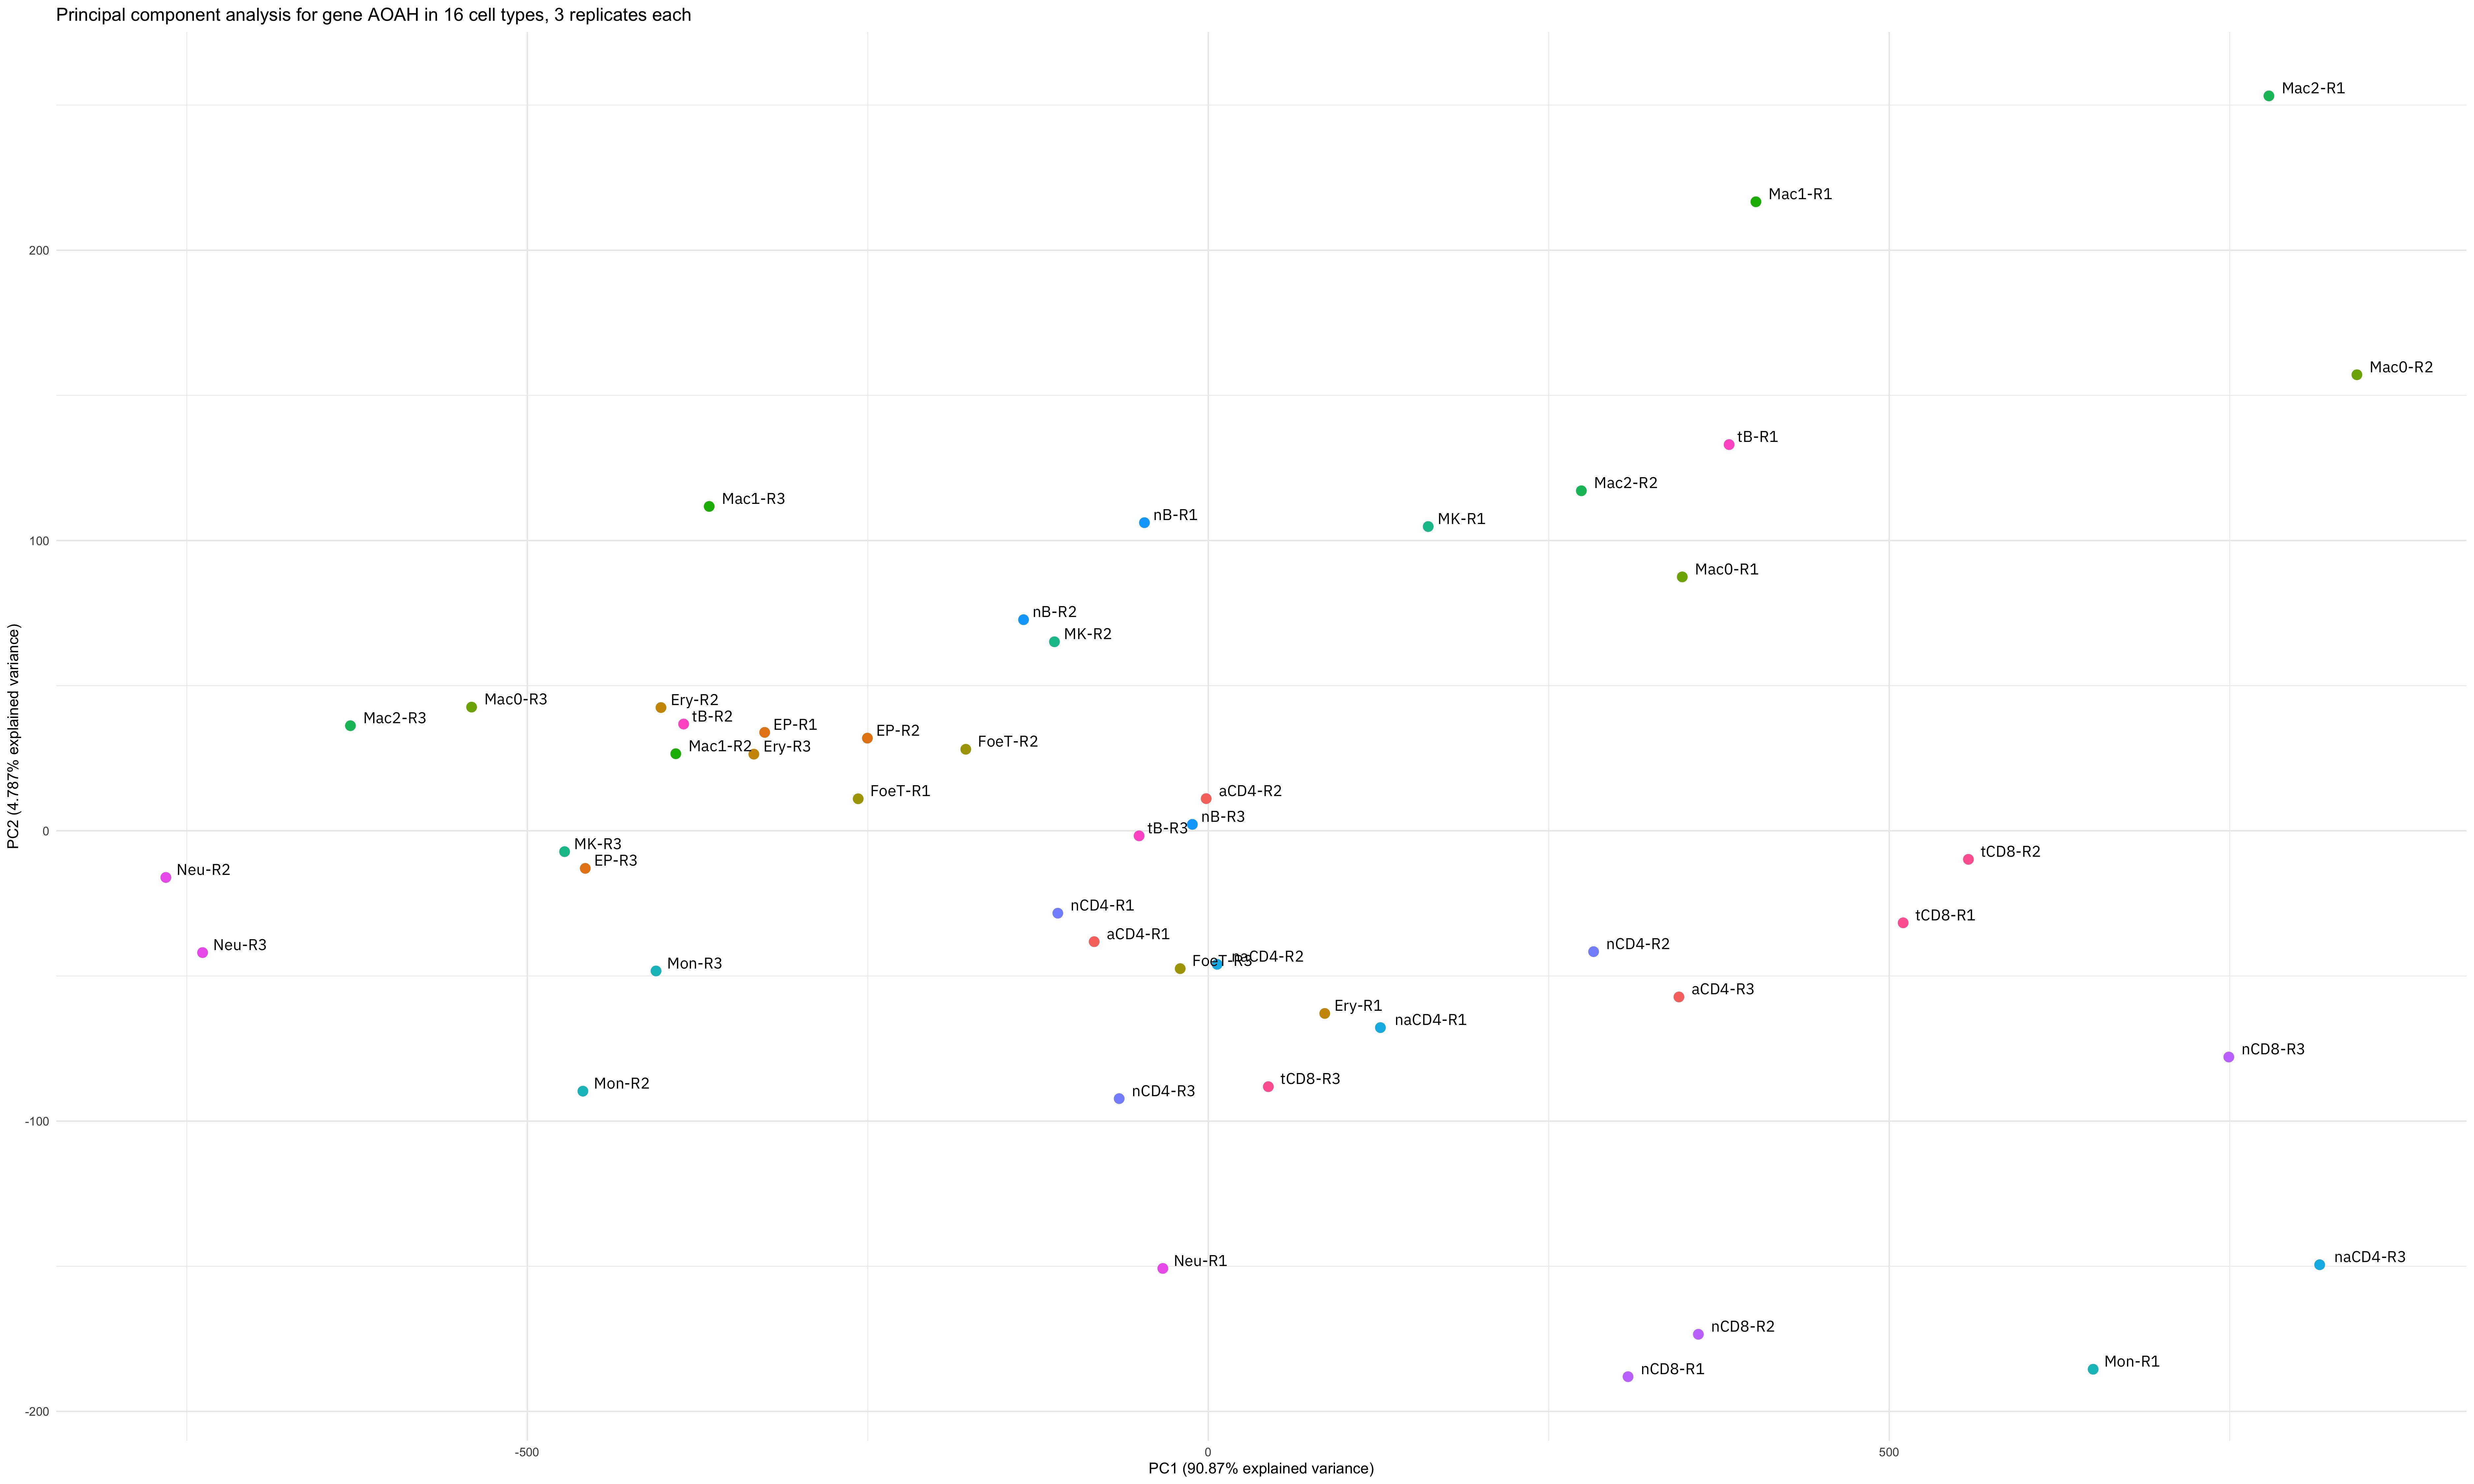 Principal component analysis for gene AOAH in 16 cell types, 3 replicates each
Mac2-R1
Mac1-R1
200
Mac0-R2
tB-R1
Mac2-R2
Mac1-R3
nB-R1
MK-R1
100
Mac0-R1
nB-R2
MK-R2
Mac0-R3
Ery-R2
Mac2-R3
tB-R2
EP-R1
EP-R2
FoeT-R2
Mac1-R2
Ery-R3
FoeT-R1
aCD4-R2
nB-R3
tB-R3
0
PC2 (4.787% explained variance)
MK-R3
tCD8-R2
EP-R3
Neu-R2
nCD4-R1
tCD8-R1
aCD4-R1
nCD4-R2
Neu-R3
naCD4-R2
FoeT-R3
Mon-R3
aCD4-R3
Ery-R1
naCD4-R1
nCD8-R3
tCD8-R3
Mon-R2
nCD4-R3
-100
naCD4-R3
Neu-R1
nCD8-R2
Mon-R1
nCD8-R1
-200
-500
0
500
PC1 (90.87% explained variance)